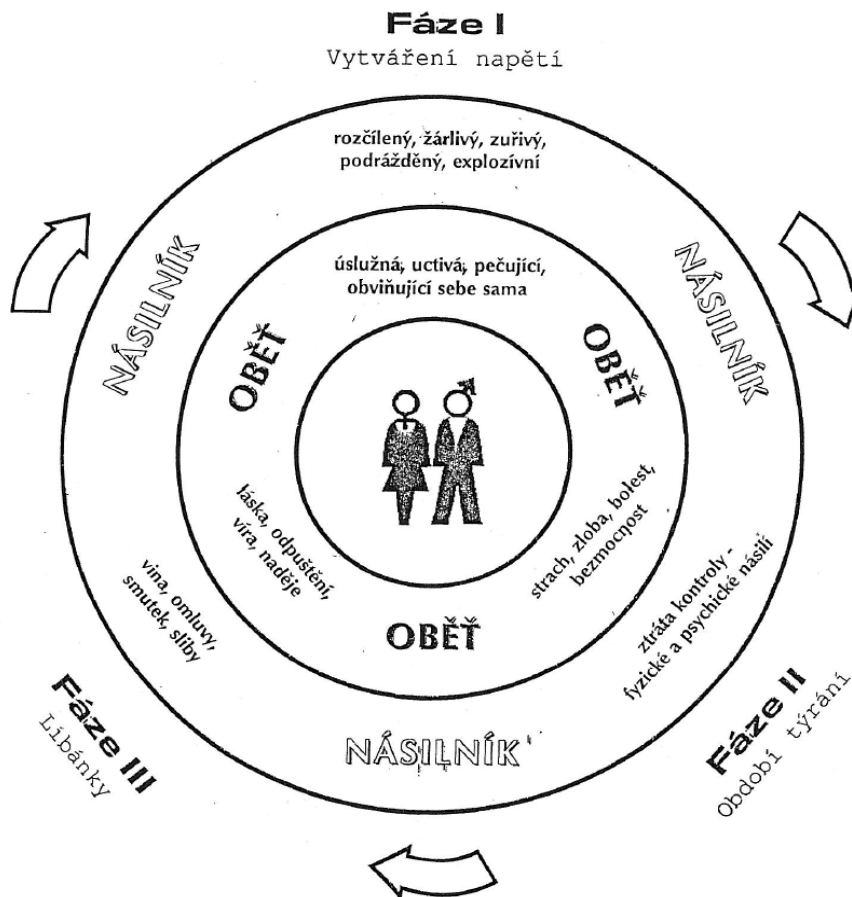 Fáze I
Vytváření napětí
rozčílený, žárlivý, zuřivý,
podrážděný, explozívní
NÁSILNÍK
NÁSILNÍK
úslužná, uctivá, pečující,
obviňující sebe sama
OBĚŤ
OBĚŤ
láska, odpuštění,
víra, naděje
strach, zloba, bolest,
bezmocnost
vina, omluvy,
smutek, sliby
ztráta kontroly -
fyzické a psychické násilí
OBĚŤ
NÁSILNÍK
Fáze III
Líbánky
Fáze II
Období týrání